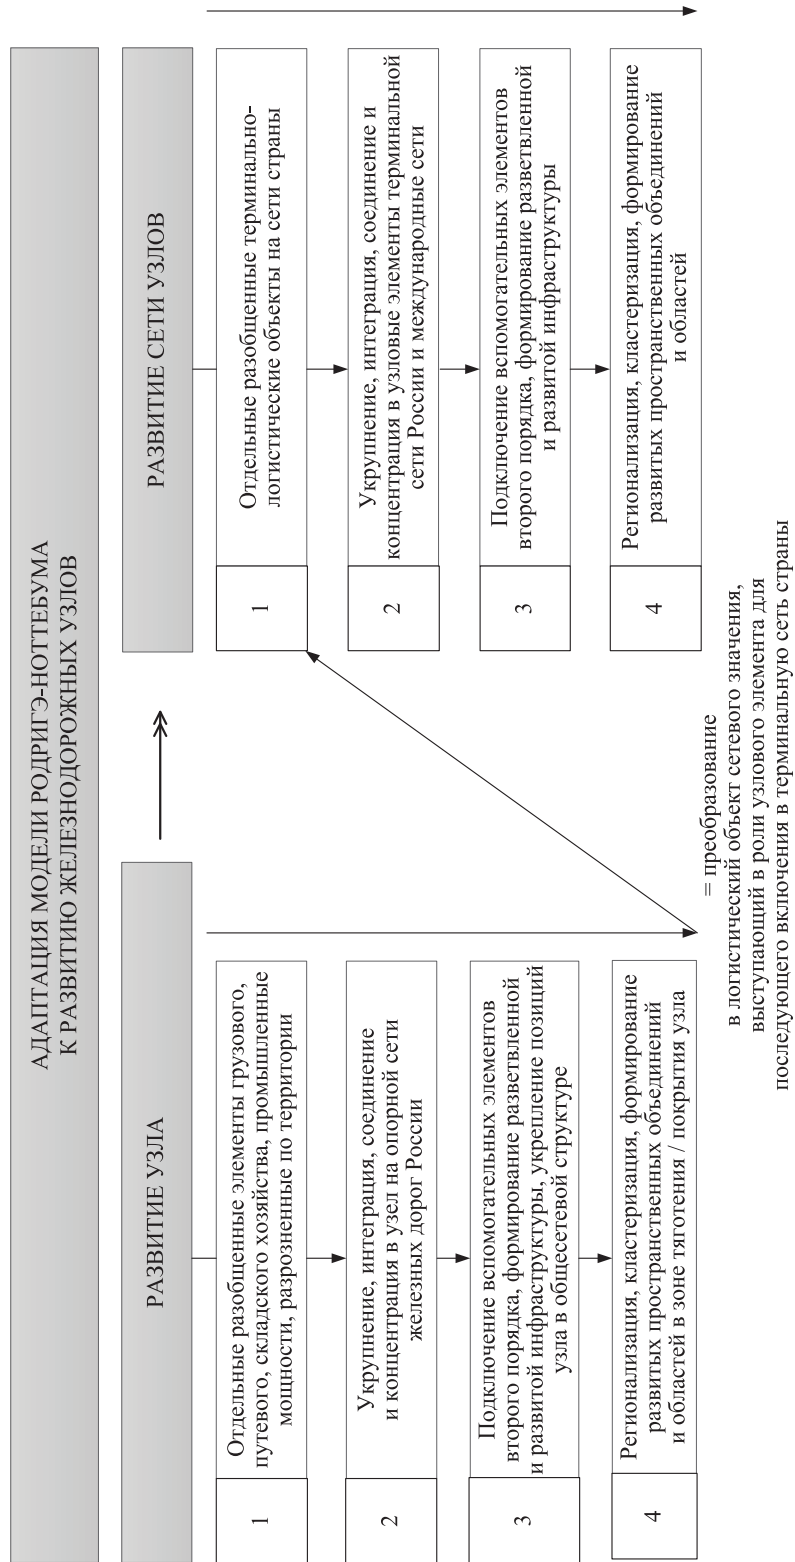 АДАПТАЦИЯ МОДЕЛИ РОДРИГЭ-НОТТЕБУМА
К РАЗВИТИЮ ЖЕЛЕЗНОДОРОЖНЫХ УЗЛОВ
РАЗВИТИЕ УЗЛА
1
Отдельные разобщенные элементы грузового,
путевого, складского хозяйства, промышленные
мощности, разрозненные по территории
2
Укрупнение, интеграция, соединение
и концентрация в узел на опорной сети
железных дорог России
3
Подключение вспомогательных элементов
второго порядка, формирование разветвленной
и развитой инфраструктуры, укрепление позиций
узла в общесетевой структуре
4
Регионализация, кластеризация, формирование
развитых пространственных объединений
и областей в зоне тяготения / покрытия узла
РАЗВИТИЕ СЕТИ УЗЛОВ
1
Отдельные разобщенные терминально-
логистические объекты на сети страны
2
Укрупнение, интеграция, соединение и
концентрация в узловые элементы терминальной
сети России и международные сети
3
Подключение вспомогательных элементов
второго порядка, формирование разветвленной
и развитой инфраструктуры
4
Регионализация, кластеризация, формирование
развитых пространственных объединений
и областей
= преобразование
в логистический объект сетевого значения,
выступающий в роли узлового элемента для
последующего включения в терминальную сеть страны